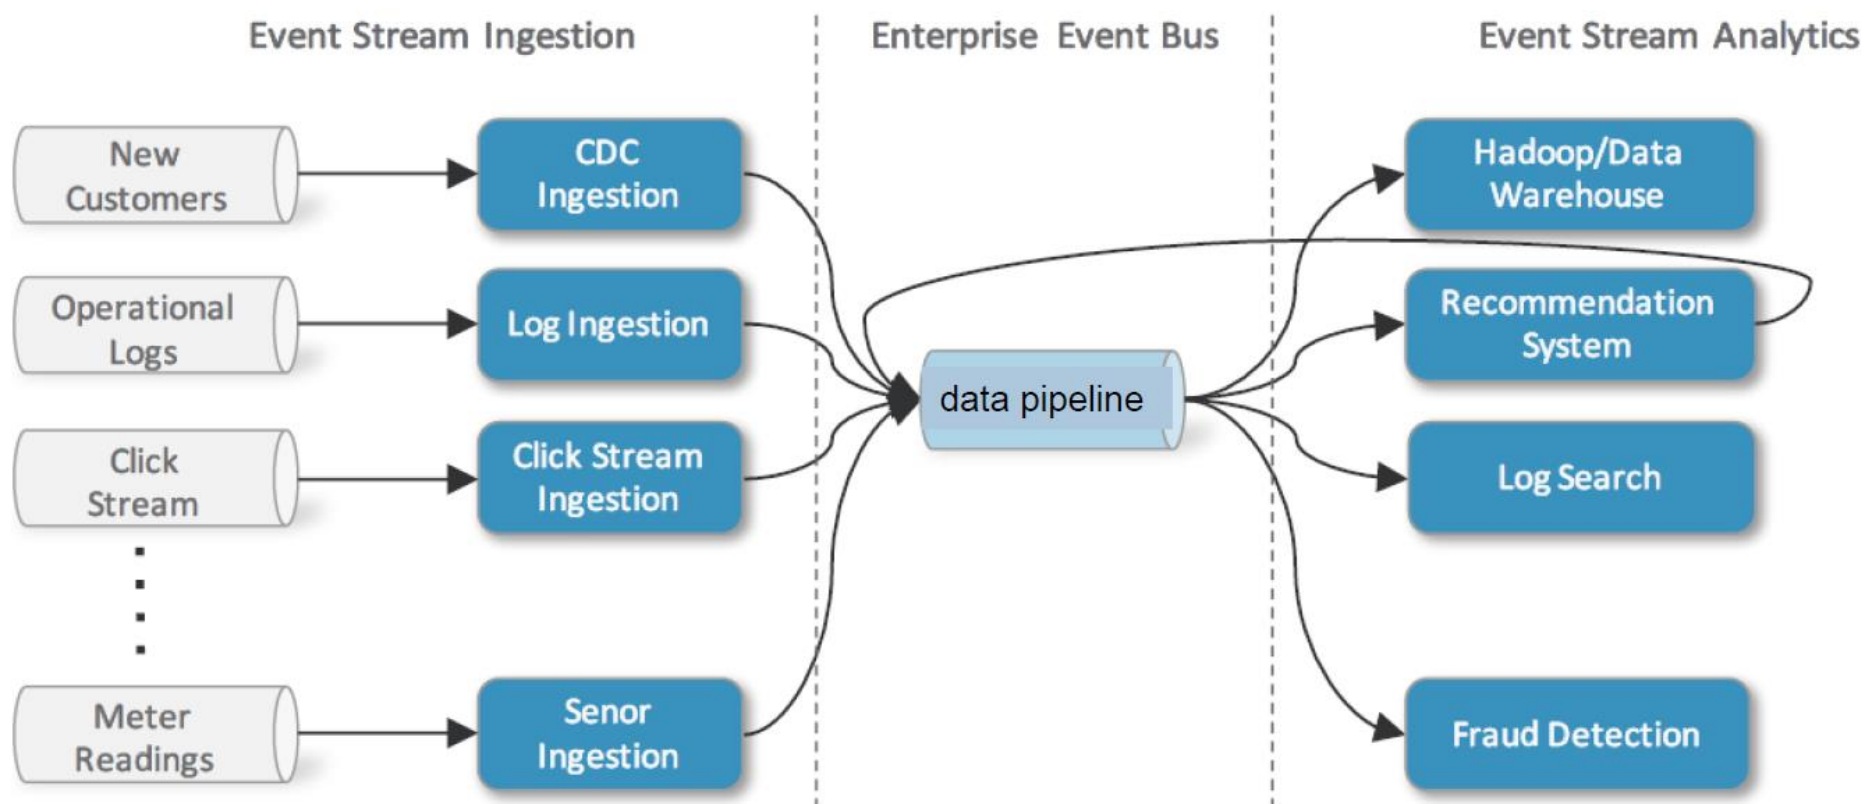 Event Stream Ingestion
Enterprise Event Bus
Event Stream Analytics
New
Customers
CDC
Ingestion
Hadoop/Data
Warehouse
Operational
Logs
Log Ingestion
Recommendation
System
data pipeline
Click
Stream
Click Stream
Ingestion
Log Search
Meter
Readings
Senor
Ingestion
Fraud Detection